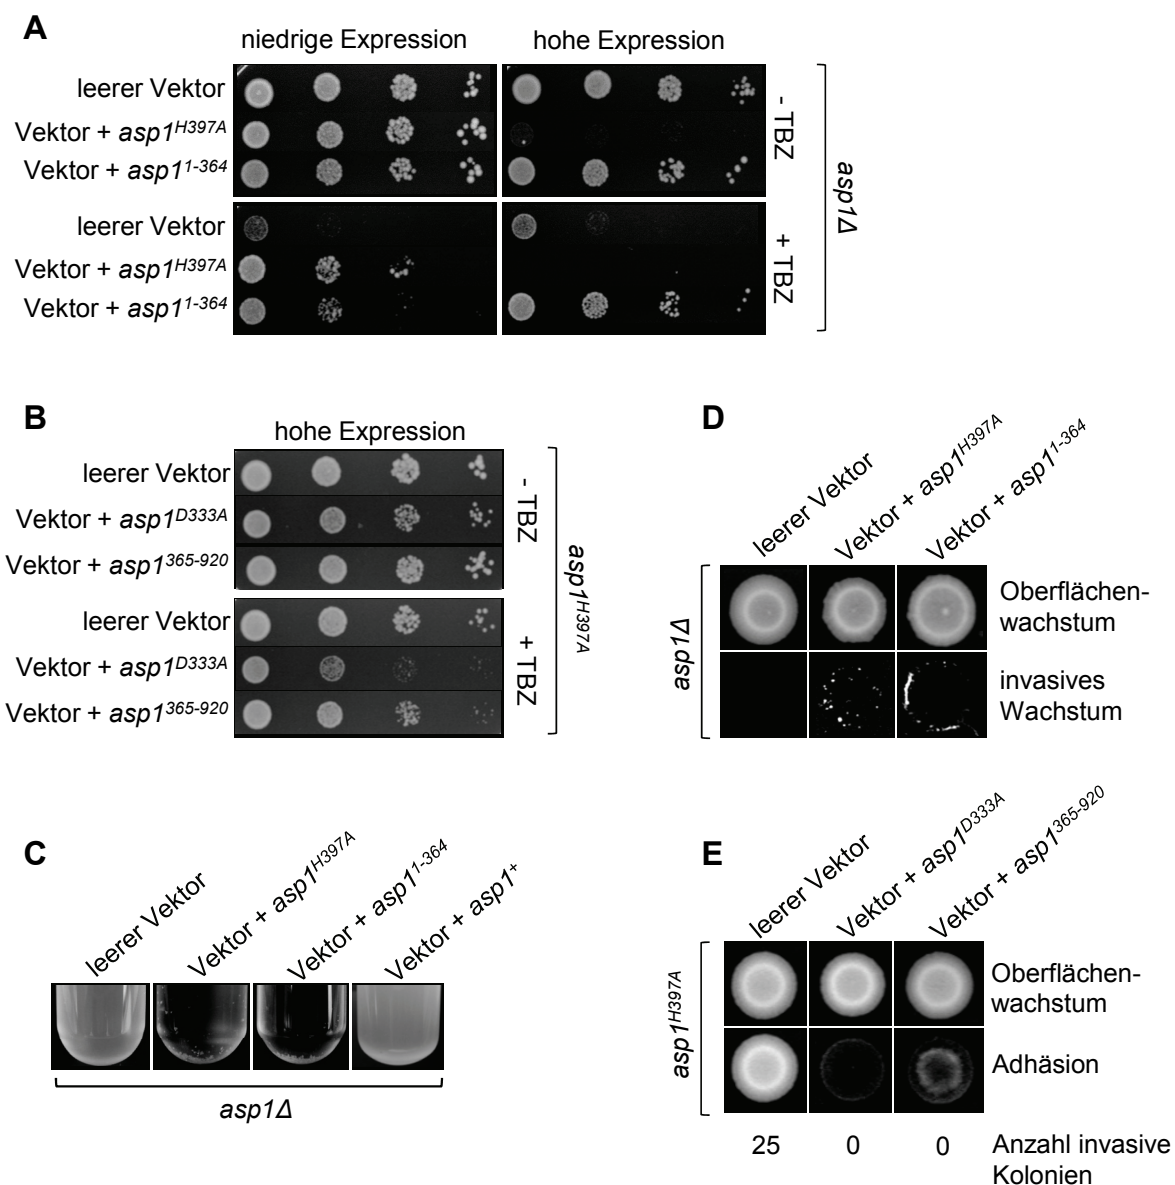 A
niedrige Expression
hohe Expression
leerer Vektor
Vektor + asp1H397A
Vektor + asp11-364
- TBZ
leerer Vektor
Vektor + asp1H397A
Vektor + asp11-364
+ TBZ
asp1Δ
B
hohe Expression
leerer Vektor
Vektor + asp1D333A
Vektor + asp1365-920
- TBZ
leerer Vektor
Vektor + asp1D333A
Vektor + asp1365-920
+ TBZ
asp1H397A
C
leerer Vektor
Vektor + asp1H397A
Vektor + asp11-364
Vektor + asp1+
asp1Δ
D
leerer Vektor
Vektor + asp1H397A
Vektor + asp11-364
asp1Δ
Oberflächen-
wachstum
invasives
Wachstum
E
leerer Vektor
Vektor + asp1D333A
Vektor + asp1365-920
asp1H397A
Oberflächen-
wachstum
Adhäsion
25 0 0 Anzahl invasive
Kolonien